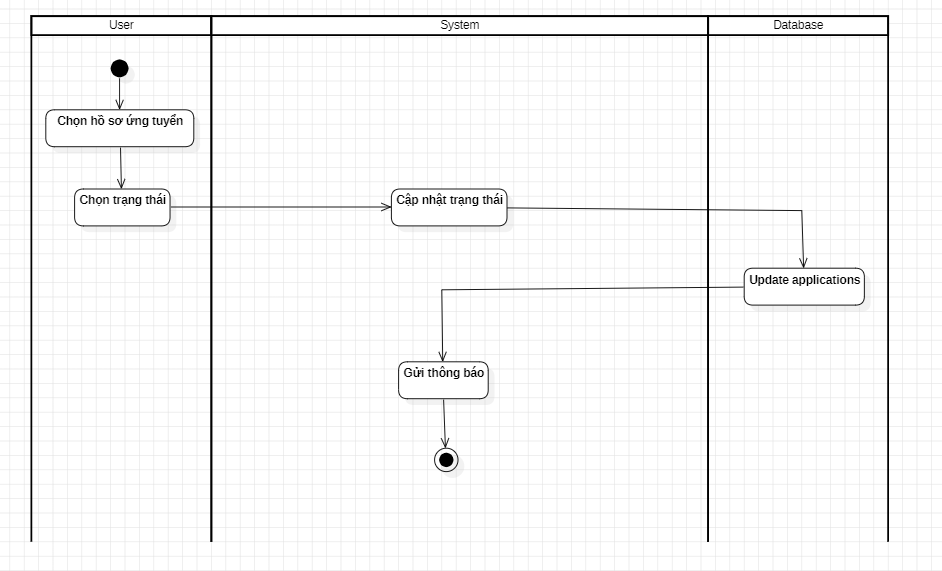 User
System
Database
Chọn hồ sơ ứng tuyển
Chọn trạng thái
Cập nhật trạng thái
Update applications
Gửi thông báo